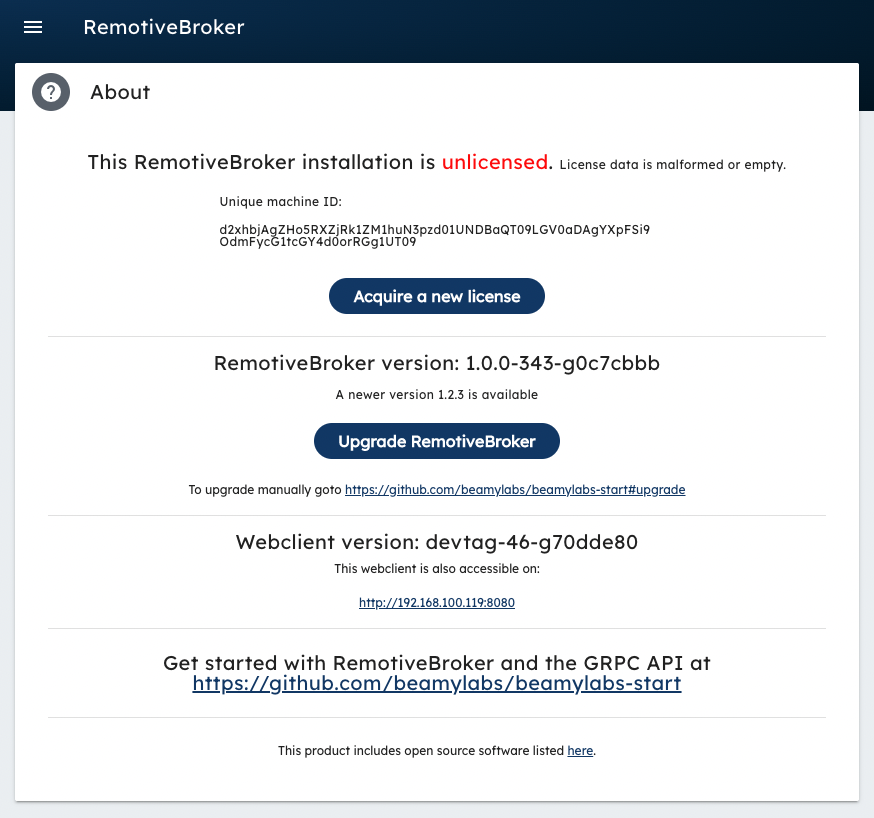 RemotiveBroker
About
This RemotiveBroker installation is unlicensed. License data is malformed or empty.
Unique machine ID:
d2xhbjAgZHo5RXZjRk1ZM1huN3pzd01UNDBaQT09LGV0aDAgYXpFSi9
OdmFycG1tcGY4d0orRGg1UT09
Acquire a new license
RemotiveBroker version: 1.0.0-343-g0c7cbbb
A newer version 1.2.3 is available
Upgrade RemotiveBroker
To upgrade manually goto https://github.com/beamylabs/beamylabs-start#upgrade
Webclient version: devtag-46-g70dde80
This webclient is also accessible on:
http://192.168.100.119:8080
Get started with RemotiveBroker and the GRPC API at
https://github.com/beamylabs/beamylabs-start
This product includes open source software listed here.